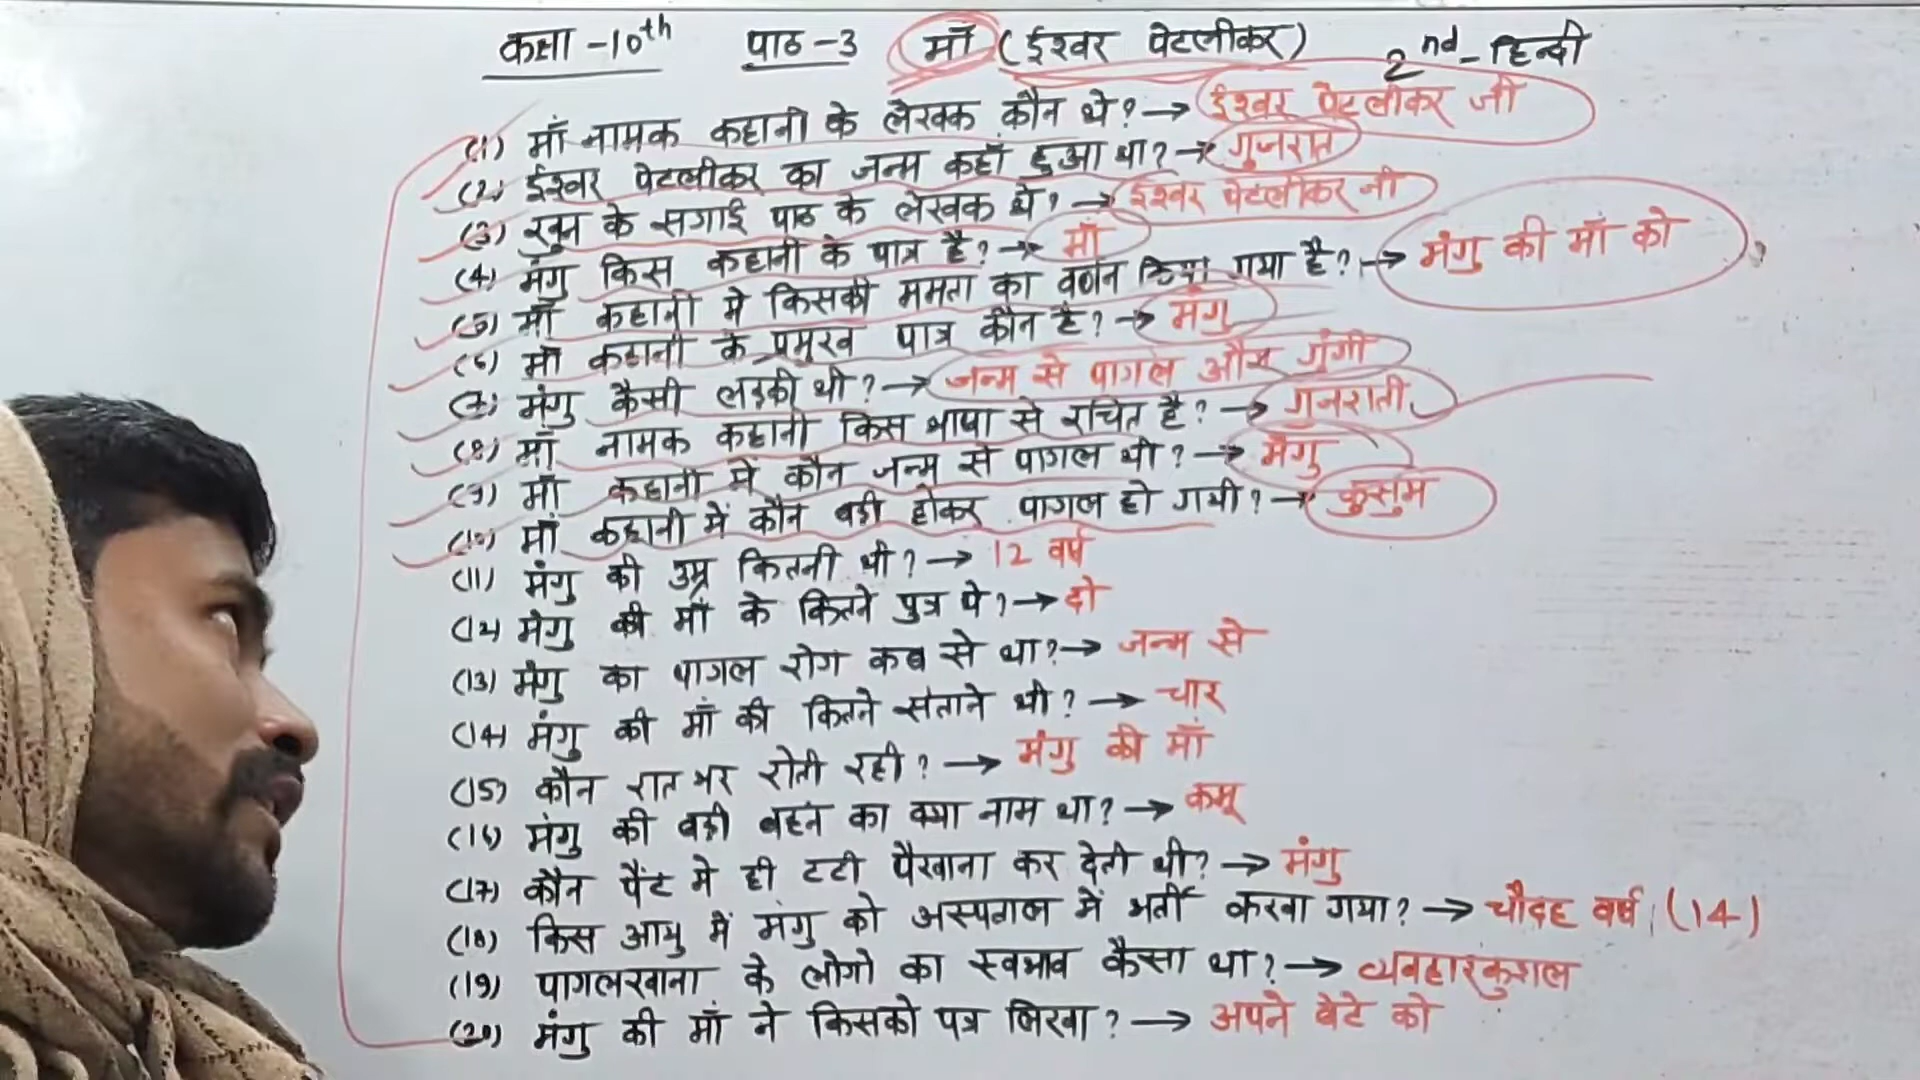 कक्षा -10th पाठ -3 माँ (ईश्वर पेटलीकर) 2nd - हिन्दी
(1) माँ नामक कहानी के लेखक कौन थे? → ईश्वर पेटलीकर जी
(2) ईश्वर पेटलीकर का जन्म कहाँ हुआ था? → गुजरात
(3) खुन के सगाई पाठ के लेखक थे? → ईश्वर पेटलीकर जी
(4) मंगु किस कहानी के पात्र है? → माँ
(5) माँ कहानी मे किसकी ममता का वर्णन किया गया है? → मंगु की माँ को
(6) माँ कहानी के प्रमुख पात्र कौन है? → मंगु
(7) मंगु कैसी लड़की थी? → जन्म से पागल और गुंगी
(8) माँ नामक कहानी किस भाषा से रचित है? → गुजराती
(9) माँ कहानी में कौन जन्म से पागल थी? → मंगु
(10) माँ कहानी में कौन बड़ी होकर पागल हो गयी? → कुसुम
(11) मंगु की उम्र कितनी थी? → 12 वर्ष
(12) मंगु की माँ के कितने पुत्र थे? → दो
(13) मंगु का पागल रोग कब से था? → जन्म से
(14) मंगु की माँ की कितने संताने थी? → चार
(15) कौन रात भर रोती रही? → मंगु की माँ
(16) मंगु की बड़ी बहन का क्या नाम था? → कमू
(17) कौन पैंट मे ही टटी पैखाना कर देती थी? → मंगु
(18) किस आयु में मंगु को अस्पताल में भर्ती करवा गया? → चौदह वर्ष (14)
(19) पागलखाना के लोगो का स्वभाव कैसा था? → व्यवहारकुशल
(20) मंगु की माँ ने किसको पत्र लिखा? → अपने बेटे को